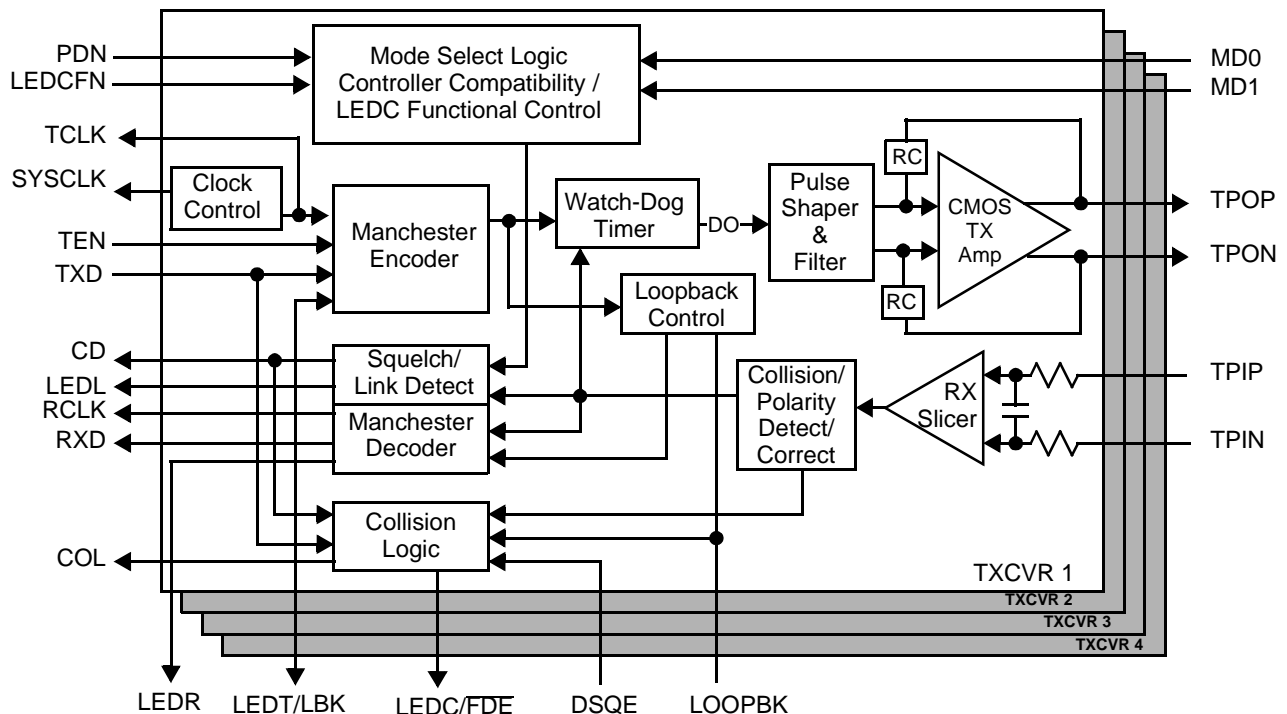 PDN
LEDCFN
TCLK
SYSCLK
TEN
TXD
CD
LEDL
RCLK
RXD
COL
Mode Select Logic
Controller Compatibility /
LEDC Functional Control
Clock
Control
Manchester
Encoder
Watch-Dog
Timer
DO
Pulse
Shaper
&
Filter
RC
RC
CMOS
TX
Amp
Loopback
Control
Squelch/
Link Detect
Manchester
Decoder
Collision/
Polarity
Detect/
Correct
RX
Slicer
Collision
Logic
MD0
MD1
TPOP
TPON
TPIP
TPIN
TXCVR 1
TXCVR 2
TXCVR 3
TXCVR 4
LEDR
LEDT/LBK
LEDC/FDE
DSQE
LOOPBK